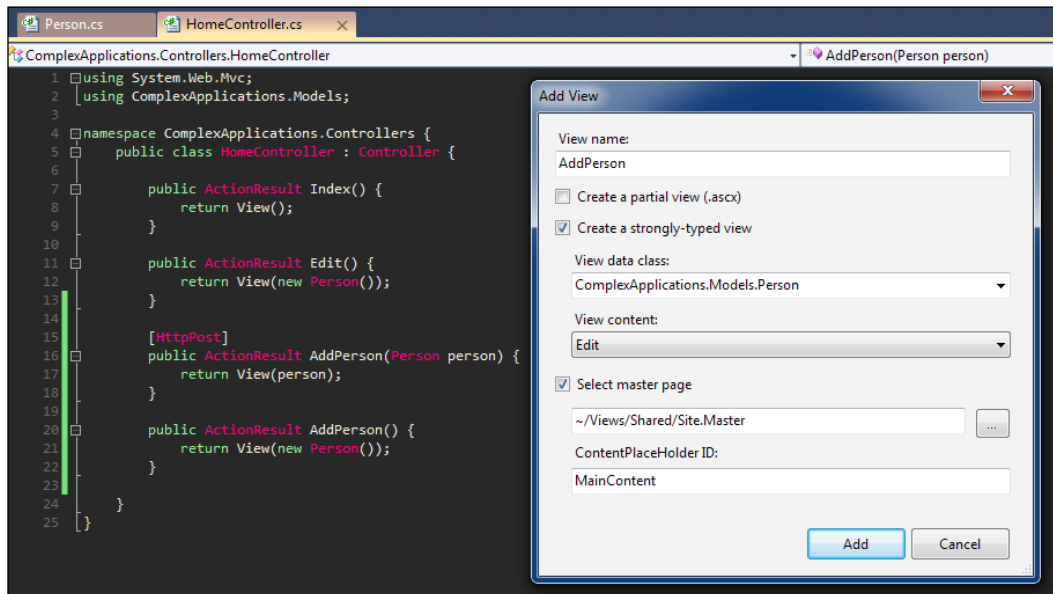 Person.cs
HomeController.cs
ComplexApplications.Controllers.HomeController
AddPerson(Person person)
1 using System.Web.Mvc;
2 using ComplexApplications.Models;
3
4 namespace ComplexApplications.Controllers {
5 public class HomeController : Controller {
6
7 public ActionResult Index() {
8 return View();
9 }
10
11 public ActionResult Edit() {
12 return View(new Person());
13 }
14
15 [HttpPost]
16 public ActionResult AddPerson(Person person) {
17 return View(person);
18 }
19
20 public ActionResult AddPerson() {
21 return View(new Person());
22 }
23
24 }
25 }
Add View
View name:
AddPerson
Create a partial view (.ascx)
Create a strongly-typed view
View data class:
ComplexApplications.Models.Person
View content:
Edit
Select master page
~/Views/Shared/Site.Master
...
ContentPlaceHolder ID:
MainContent
Add
Cancel